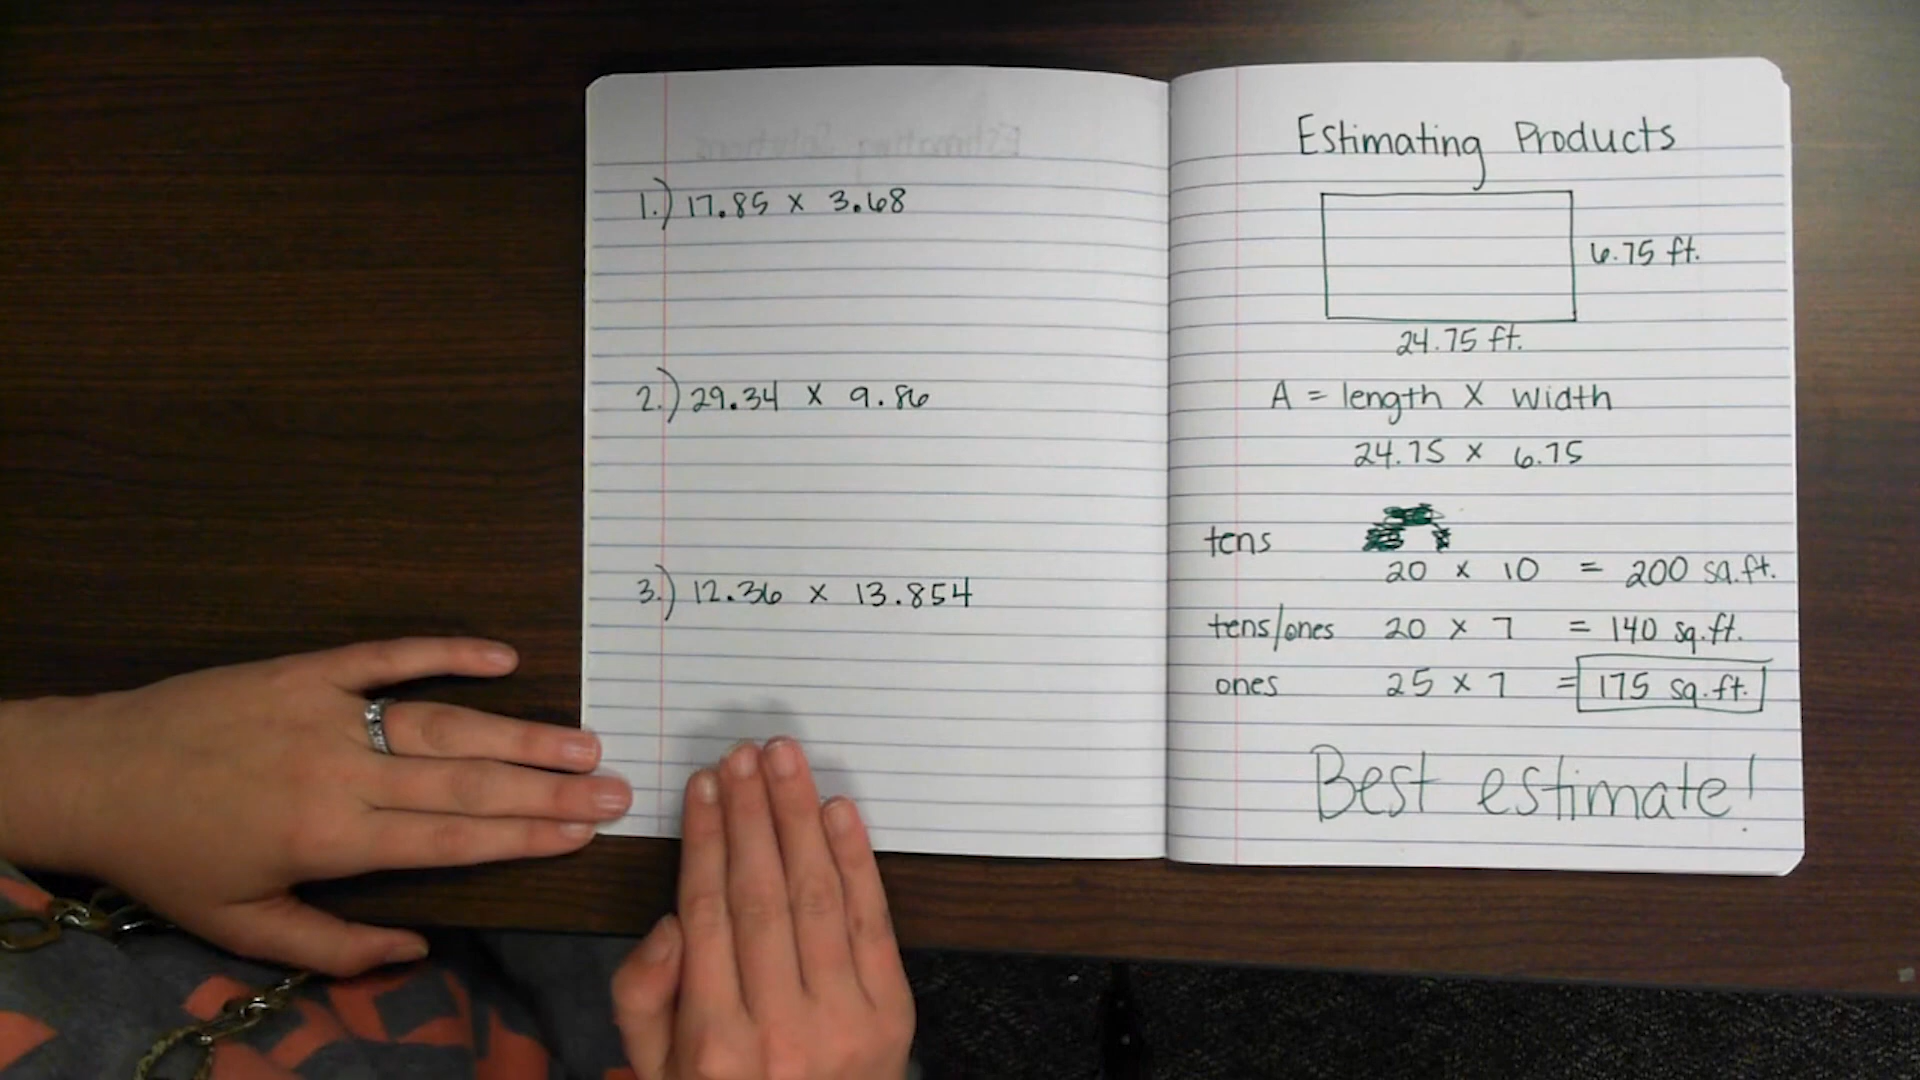 1.) 17.85 x 3.68
2.) 29.34 x 9.86
3.) 12.36 x 13.854
Estimating Products
6.75 ft.
24.75 ft.
A = length X width
24.75 x 6.75
tens
20 x 10 = 200 sq.ft.
tens/ones 20 x 7 = 140 sq.ft.
ones 25 x 7 = 175 sq.ft.
Best estimate!